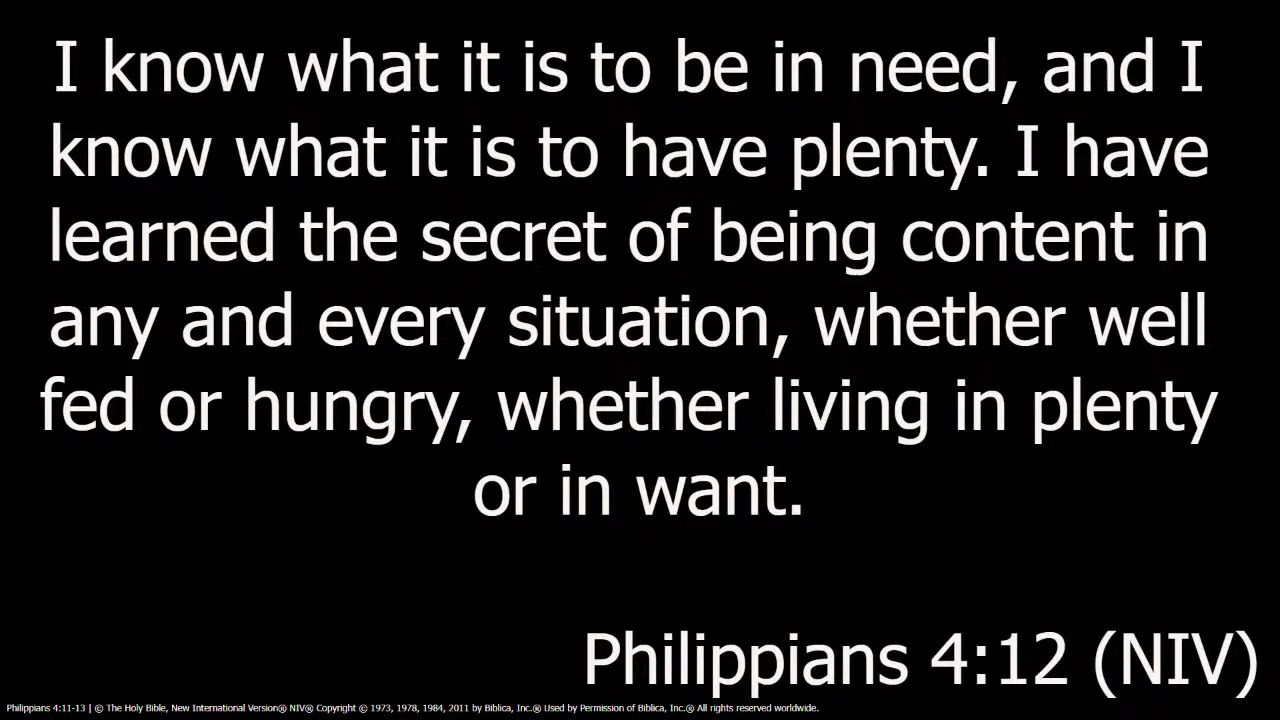 I know what it is to be in need, and I
know what it is to have plenty. I have
learned the secret of being content in
any and every situation, whether well
fed or hungry, whether living in plenty
or in want.
Philippians 4:12 (NIV)
Philippians 4:11-13 | © The Holy Bible, New International Version® NIV® Copyright © 1973, 1978, 1984, 2011 by Biblica, Inc.® Used by Permission of Biblica, Inc.® All rights reserved worldwide.